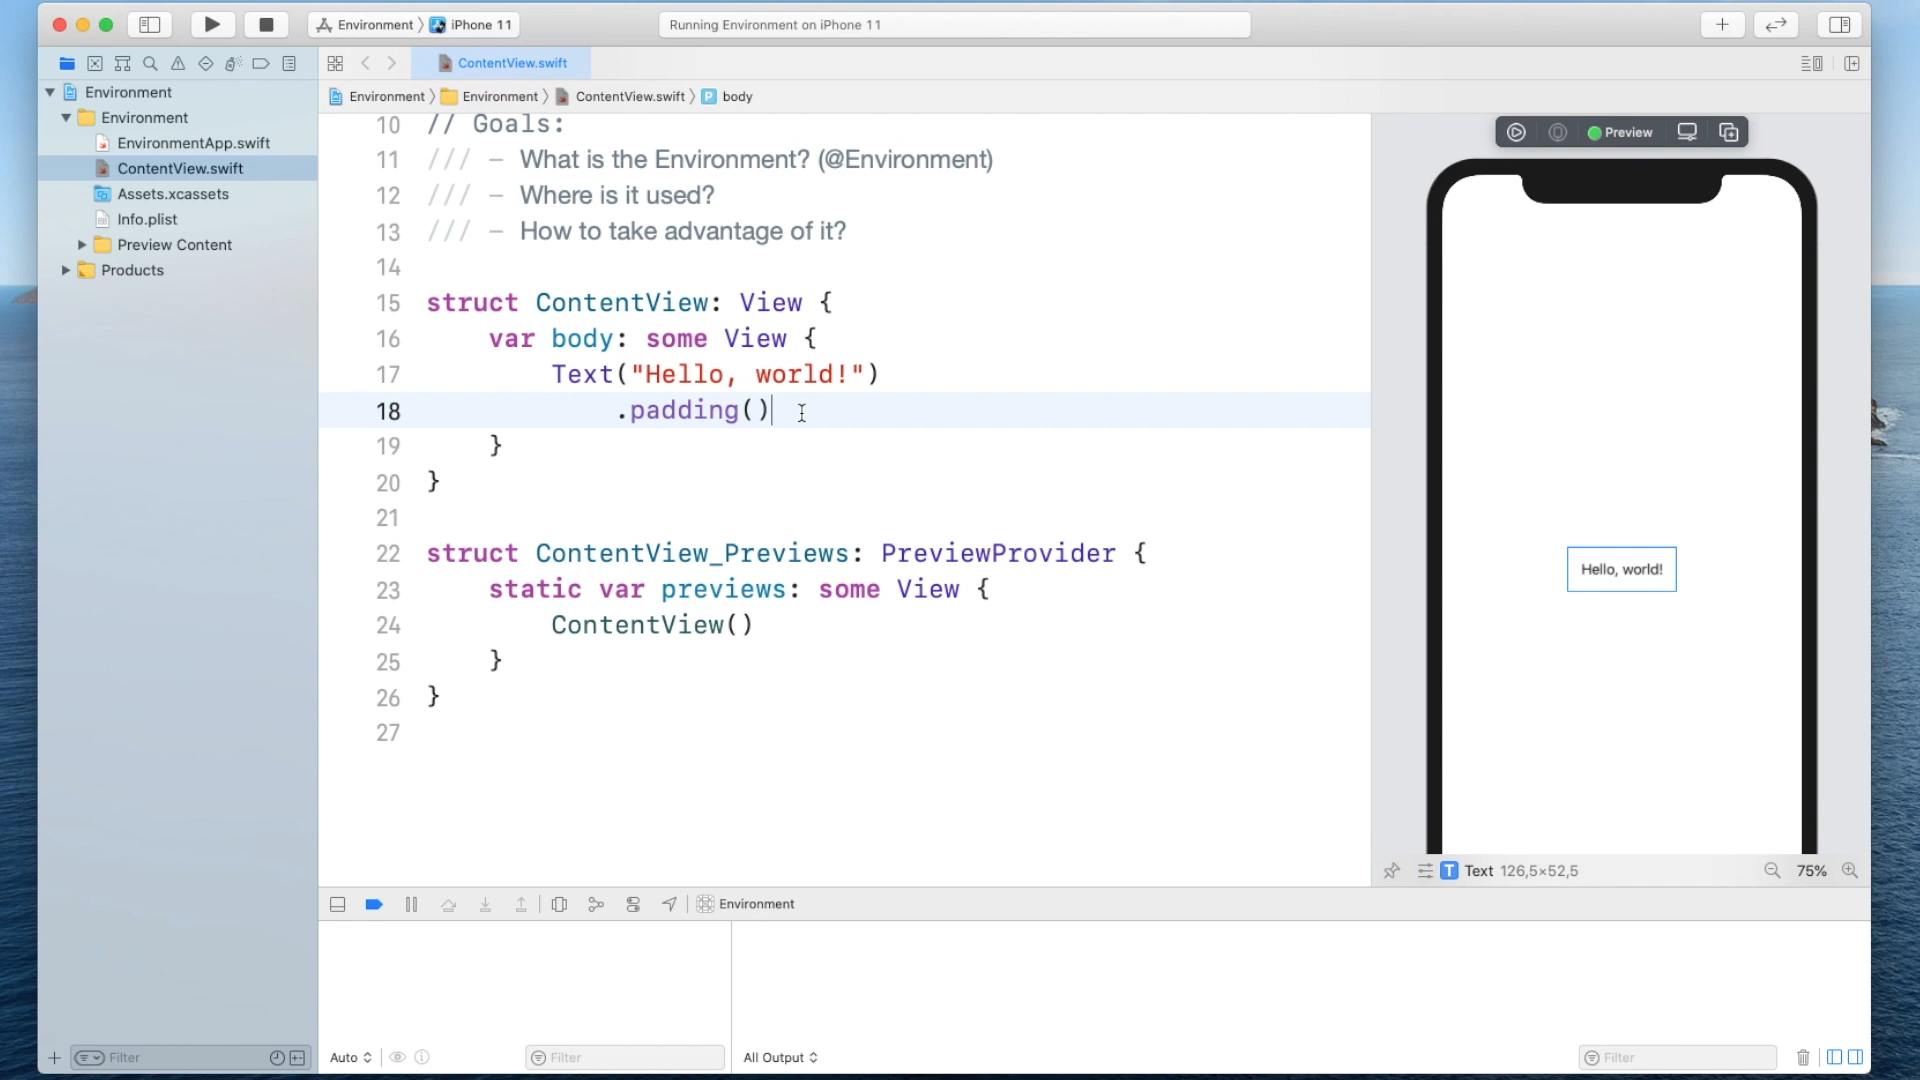 Environment
iPhone 11
Running Environment on iPhone 11
ContentView.swift
Environment
Environment
EnvironmentApp.swift
ContentView.swift
Assets.xcassets
Info.plist
Preview Content
Products
Environment
Environment
ContentView.swift
P
body
10 // Goals:
11 /// – What is the Environment? (@Environment)
12 /// – Where is it used?
13 /// – How to take advantage of it?
14
15 struct ContentView: View {
16 var body: some View {
17 Text("Hello, world!")
18 .padding()
19 }
20 }
21
22 struct ContentView_Previews: PreviewProvider {
23 static var previews: some View {
24 ContentView()
25 }
26 }
27
Preview
Hello, world!
T Text 126,5×52,5
75%
Environment
Filter
Auto
Filter
All Output
Filter